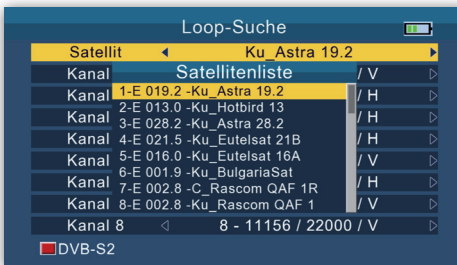 Loop-Suche
Satellit Ku_Astra 19.2
Kanal / V
Satellitenliste
Kanal / H
1-E 019.2 -Ku_Astra 19.2
Kanal / H
2-E 013.0 -Ku_Hotbird 13
3-E 028.2 -Ku_Astra 28.2
Kanal / H
4-E 021.5 -Ku_Eutelsat 21B
Kanal / V
5-E 016.0 -Ku_Eutelsat 16A
6-E 001.9 -Ku_BulgariaSat
Kanal / H
7-E 002.8 -C_Rascom QAF 1R
Kanal / V
8-E 002.8 -Ku_Rascom QAF 1
Kanal 8 8 - 11156 / 22000 / V
DVB-S2